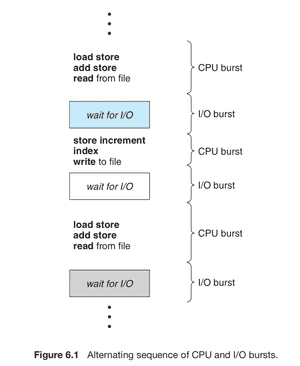 load store
add store
read from file
CPU burst
wait for I/O
I/O burst
store increment
index
write to file
CPU burst
wait for I/O
I/O burst
load store
add store
read from file
CPU burst
wait for I/O
I/O burst
Figure 6.1 Alternating sequence of CPU and I/O bursts.